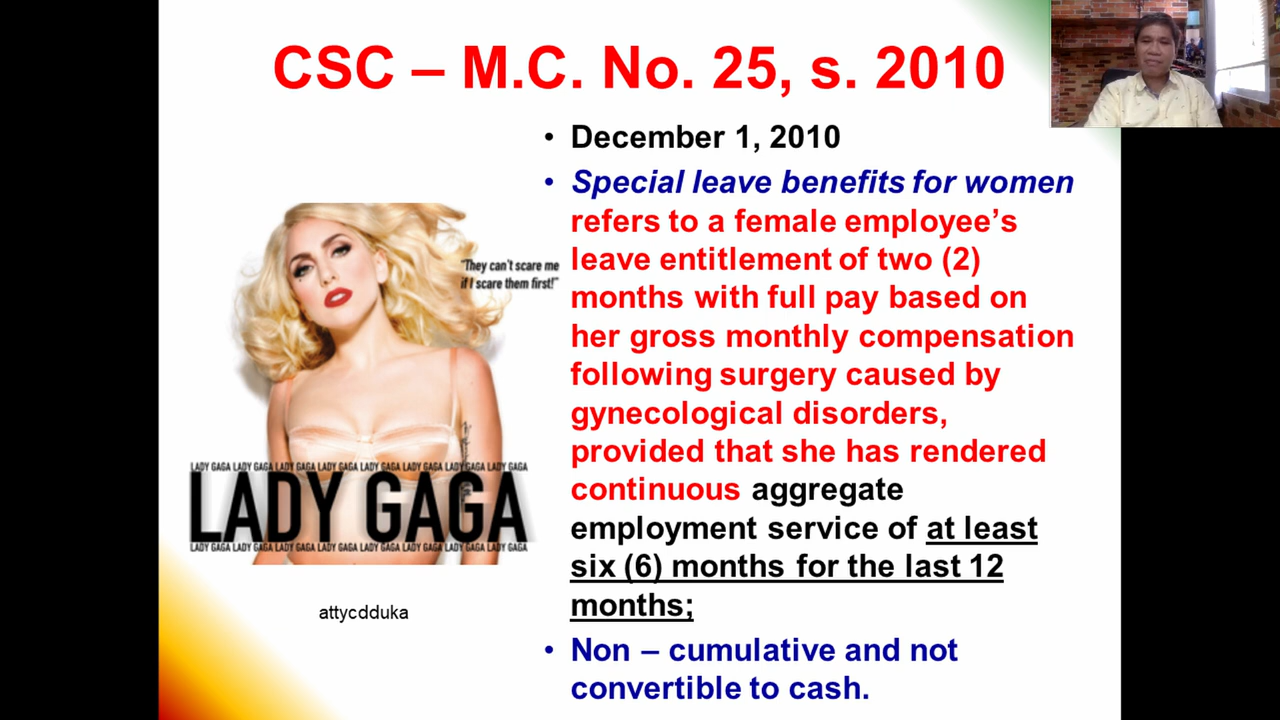 CSC – M.C. No. 25, s. 2010
• December 1, 2010
• Special leave benefits for women
refers to a female employee’s
leave entitlement of two (2)
months with full pay based on
her gross monthly compensation
following surgery caused by
gynecological disorders,
provided that she has rendered
continuous aggregate
employment service of at least
six (6) months for the last 12
months;
• Non – cumulative and not
convertible to cash.
"They can't scare me
if I scare them first!"
LADY GAGA LADY GAGA LADY GAGA LADY GAGA LADY GAGA LADY GAGA LADY GAGA LADY GAGA
LADY GAGA
LADY GAGA LADY GAGA LADY GAGA LADY GAGA LADY GAGA LADY GAGA LADY GAGA LADY GAGA
attycdduka